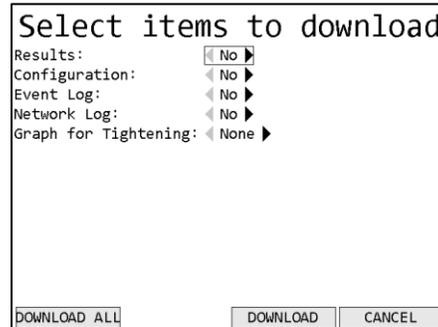 Select items to download
Results: No
Configuration: No
Event Log: No
Network Log: No
Graph for Tightening: None
DOWNLOAD ALL DOWNLOAD CANCEL